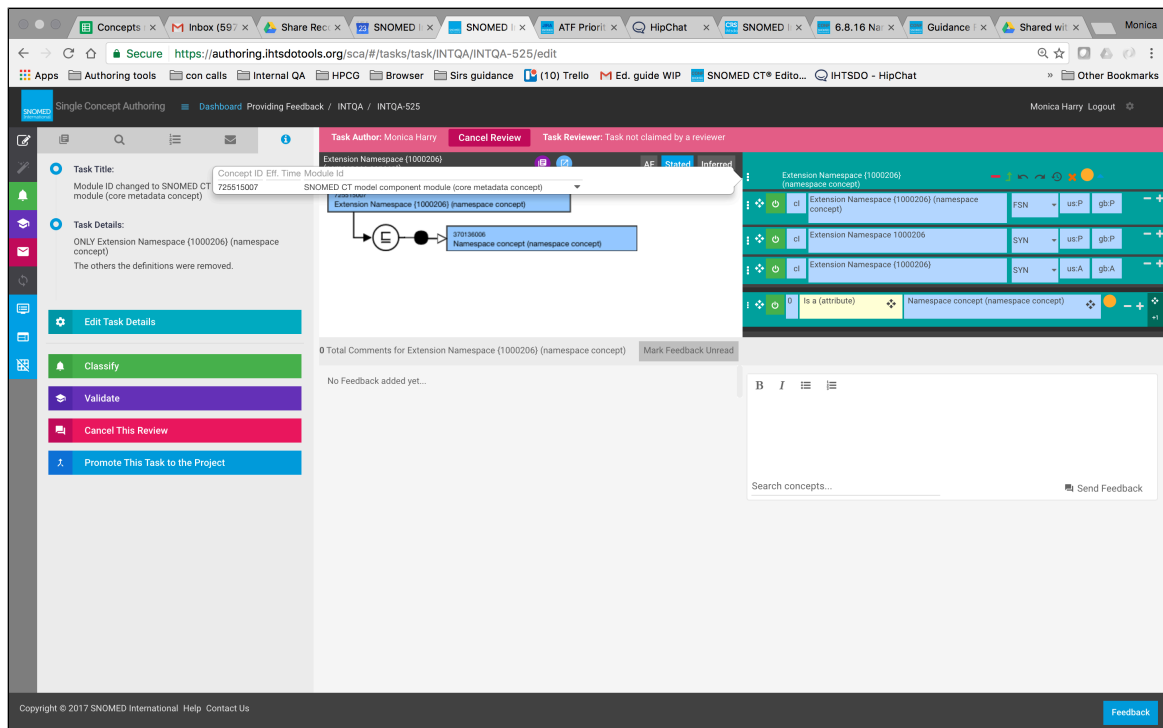 Concepts
Inbox (597
Share Rec
SNOMED I
SNOMED I
ATF Priorit
HipChat
SNOMED I
6.8.16 Na
Guidance
Shared wit
Monica
Secure https://authoring.ihtsdotools.org/sca/#/tasks/task/INTQA/INTQA-525/edit
Apps Authoring tools con calls Internal QA HPCG Browser Sirs guidance (10) Trello Ed. guide WIP SNOMED CT® Edito... IHTSDO - HipChat » Other Bookmarks
SNOMED International
Single Concept Authoring Dashboard Providing Feedback / INTQA / INTQA-525
Monica Harry Logout
Task Author: Monica Harry Cancel Review Task Reviewer: Task not claimed by a reviewer
Task Title:
Module ID changed to SNOMED CT
module (core metadata concept)
Task Details:
ONLY Extension Namespace {1000206} (namespace
concept)
The others the definitions were removed.
Edit Task Details
Classify
Validate
Cancel This Review
Promote This Task to the Project
Extension Namespace {1000206}
Stated Inferred
Concept ID Eff. Time Module Id
725515007 SNOMED CT model component module (core metadata concept)
Extension Namespace {1000206} (namespace concept)
370136006
Namespace concept (namespace concept)
0 Total Comments for Extension Namespace {1000206} (namespace concept) Mark Feedback Unread
No Feedback added yet...
Extension Namespace {1000206}
(namespace concept)
cl Extension Namespace {1000206} (namespace
concept) FSN us:P gb:P
cl Extension Namespace 1000206 SYN us:P gb:P
cl Extension Namespace {1000206} SYN us:A gb:A
0 Is a (attribute) Namespace concept (namespace concept) +1
B I
Search concepts...
Send Feedback
Copyright © 2017 SNOMED International Help Contact Us
Feedback